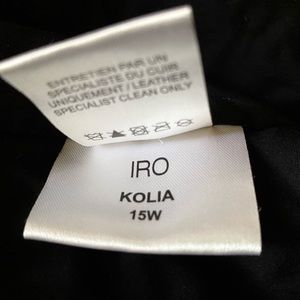 ENTRETIEN PAR UN
SPECIALISTE DU CUIR
UNIQUEMENT / LEATHER
SPECIALIST CLEAN ONLY
IRO
KOLIA
15W